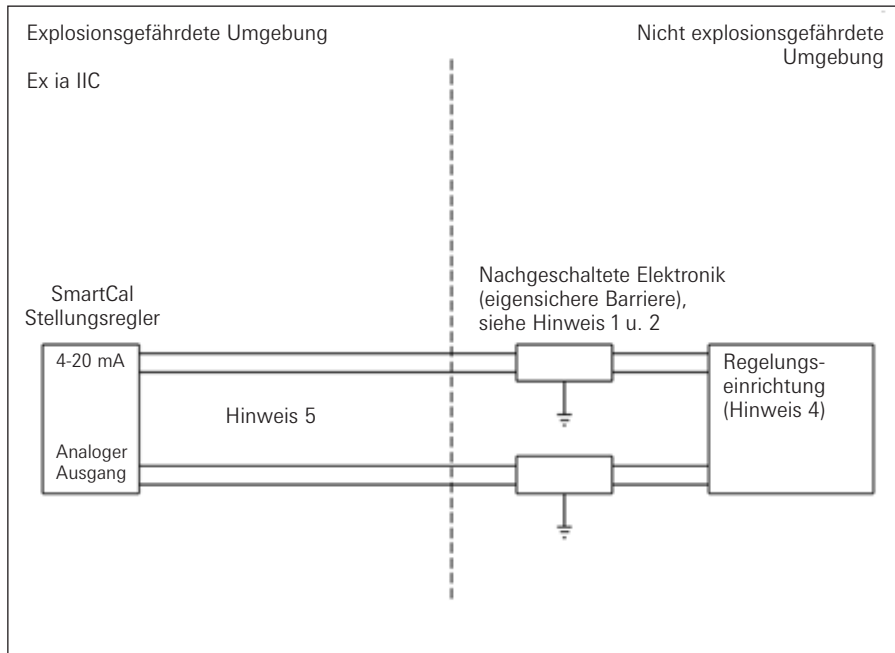 Explosionsgefährdete Umgebung
Ex ia IIC
Nicht explosionsgefährdete
Umgebung
SmartCal
Stellungsregler
4-20 mA
Analoger
Ausgang
Hinweis 5
Nachgeschaltete Elektronik
(eigensichere Barriere),
siehe Hinweis 1 u. 2
Regelungs-
einrichtung
(Hinweis 4)